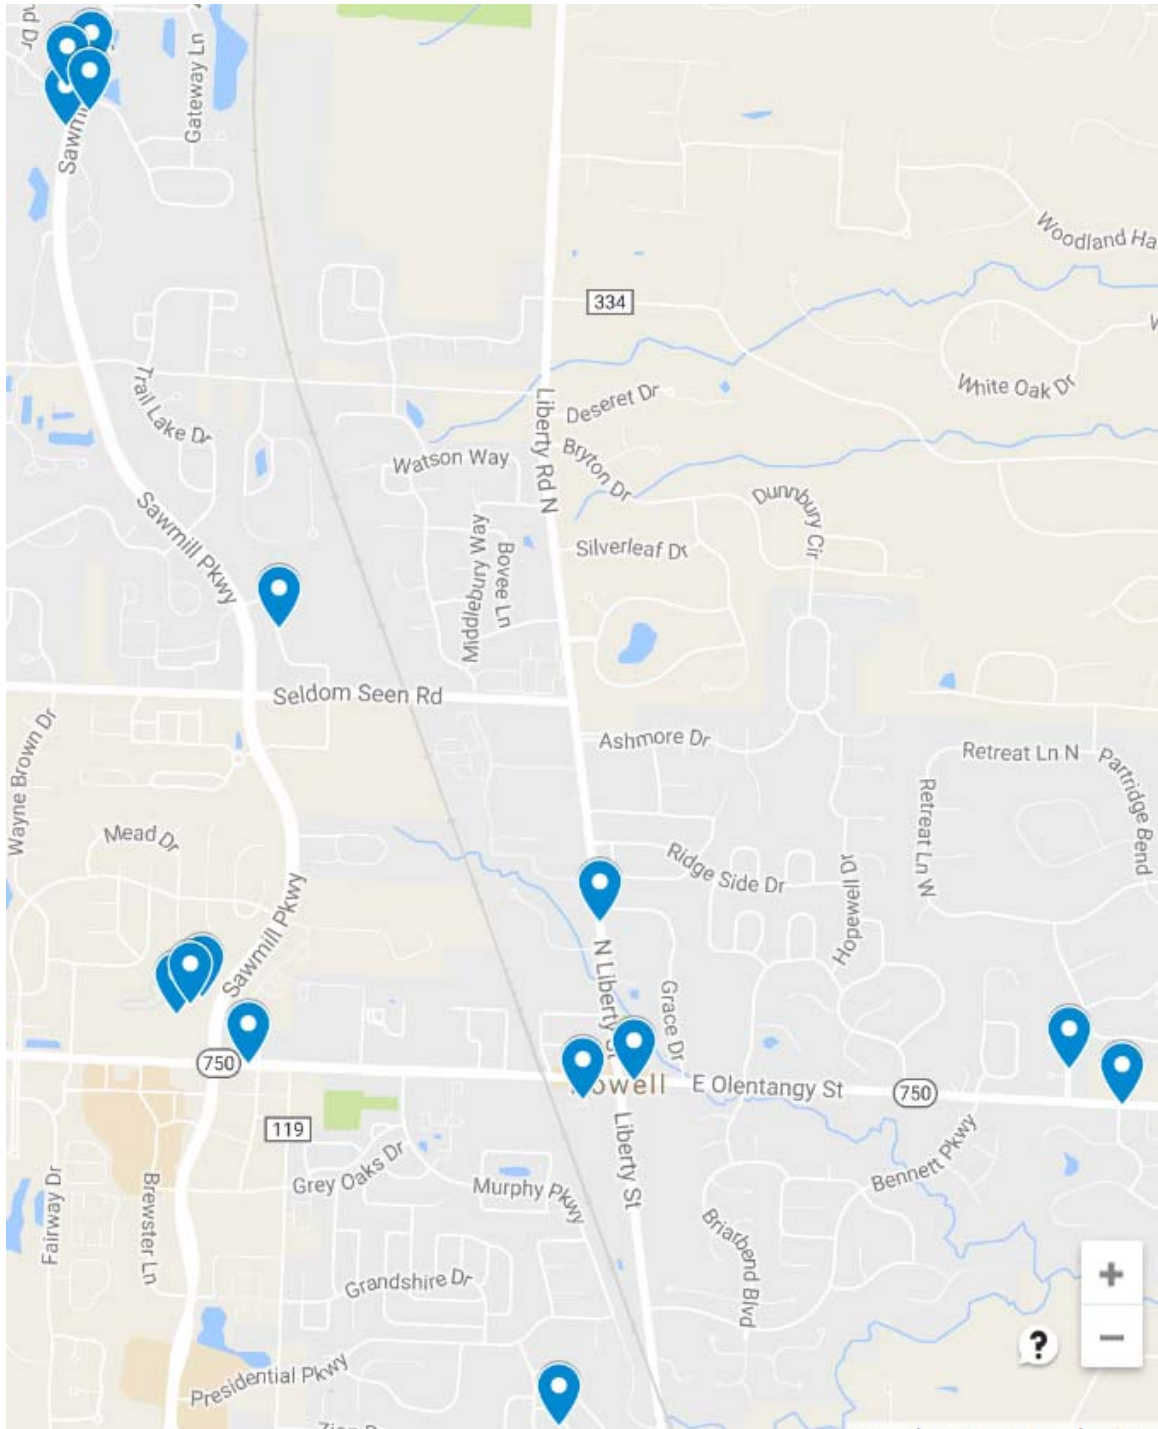 d Dr
Gateway Ln
Sawmi
Woodland Ha
334
W
White Oak Dr
Trail Lake Dr
Deseret Dr
Liberty Rd N
Watson Way
Bryton Dr
Dunnbury Cir
Sawmill Pkwy
Middlebury Way
Bovee Ln
Silverleaf Dr
Seldom Seen Rd
Wayne Brown Dr
Ashmore Dr
Retreat Ln N
Partridge Bend
Retreat Ln W
Mead Dr
Ridge Side Dr
Hopewell Dr
Sawmill Pkwy
N Liberty St
Grace Dr
750
owell
E Olentangy St
750
119
Liberty St
Bennett Pkwy
Grey Oaks Dr
Murphy Pkwy
Fairway Dr
Brewster Ln
Briarbend Blvd
Grandshire Dr
+
?
−
Presidential Pkwy